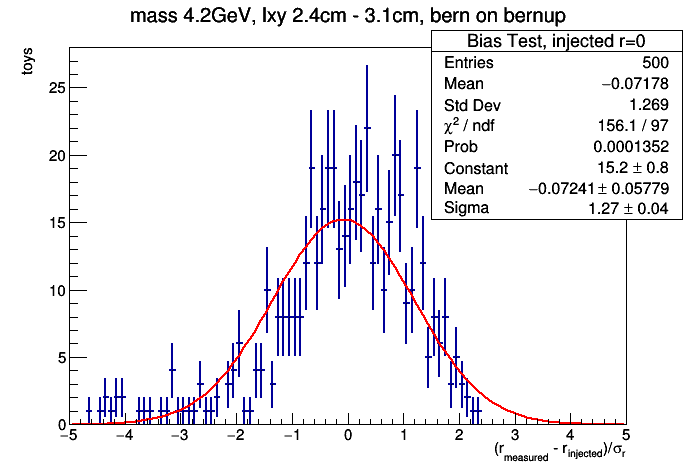 mass 4.2GeV, lxy 2.4cm - 3.1cm, bern on bernup
toys
Bias Test, injected r=0
Entries 500
Mean −0.07178
Std Dev 1.269
χ² / ndf 156.1 / 97
Prob 0.0001352
Constant 15.2 ± 0.8
Mean −0.07241 ± 0.05779
Sigma 1.27 ± 0.04
25
20
15
10
5
0
−5 −4 −3 −2 −1 0 1 2 3 4 5
(r_measured - r_injected)/σ_r